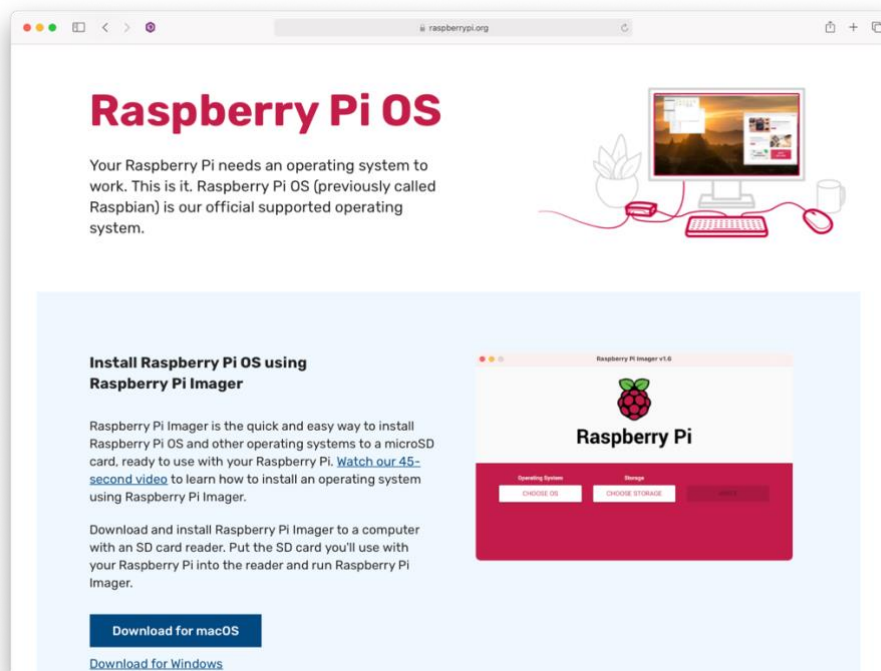 raspberrypi.org
Raspberry Pi OS
Your Raspberry Pi needs an operating system to
work. This is it. Raspberry Pi OS (previously called
Raspbian) is our official supported operating
system.
Install Raspberry Pi OS using
Raspberry Pi Imager
Raspberry Pi Imager is the quick and easy way to install
Raspberry Pi OS and other operating systems to a microSD
card, ready to use with your Raspberry Pi. Watch our 45-
second video to learn how to install an operating system
using Raspberry Pi Imager.
Download and install Raspberry Pi Imager to a computer
with an SD card reader. Put the SD card you'll use with
your Raspberry Pi into the reader and run Raspberry Pi
Imager.
Download for macOS
Download for Windows
Raspberry Pi Imager v1.6
Raspberry Pi
Operating System Storage
CHOOSE OS CHOOSE STORAGE